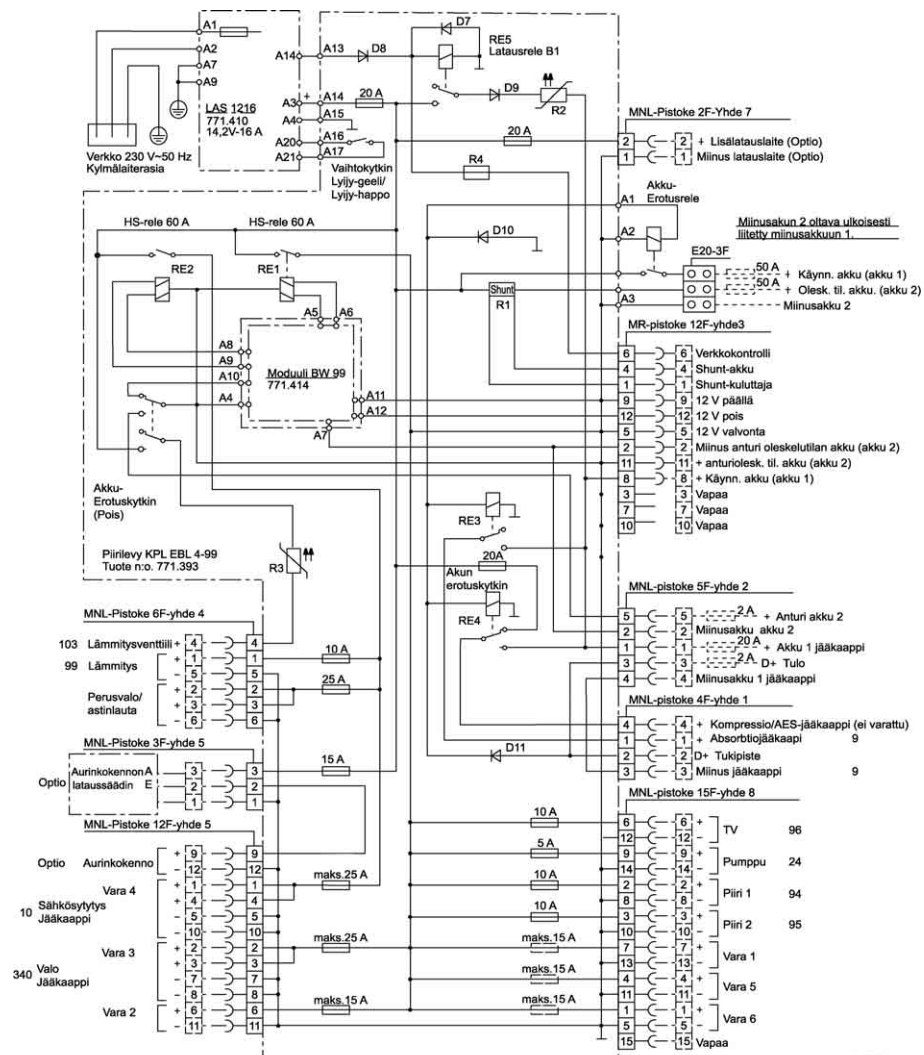 A1
A2
A7
A9
A14
A13
D8
D7
RE5
Latausrele B1
LAS 1216
771.410
14,2V-16 A
A3
+
A14
20 A
A4
A15
A20
A16
A21
A17
D9
R2
Verkko 230 V~50 Hz
Kylmälaiterasia
Vaihtokytkin
Lyijy-geeli/
Lyijy-happo
20 A
R4
MNL-Pistoke 2F-Yhde 7
2 2 + Lisälatauslaite (Optio)
1 1 Miinus latauslaite (Optio)
A1
Akku-
Erotusrele
A2
Miinusakun 2 oltava ulkoisesti
liitetty miinusakkuun 1.
E20-3F
50 A + Käynn. akku (akku 1)
50 A + Olesk. til. akku. (akku 2)
A3
Miinusakku 2
HS-rele 60 A
HS-rele 60 A
D10
RE2
RE1
Shunt
R1
A5
A6
A8
A9
A10
A4
Moduuli BW 99
771.414
A11
A12
A7
MR-pistoke 12F-yhde3
6 6 Verkkokontrolli
4 4 Shunt-akku
1 1 Shunt-kuluttaja
9 9 12 V päällä
12 12 12 V pois
5 5 12 V valvonta
2 2 Miinus anturi oleskelutilan akku (akku 2)
11 11 + anturiolesk. til. akku (akku 2)
8 8 + Käynn. akku (akku 1)
3 3 Vapaa
7 7 Vapaa
10 10 Vapaa
Akku-
Erotuskytkin
(Pois)
RE3
20A
Akun
erotuskytkin
RE4
R3
Piirilevy KPL EBL 4-99
Tuote n:o. 771.393
MNL-pistoke 5F-yhde 2
5 5 2 A + Anturi akku 2
2 2 Miinusakku akku 2
1 1 20 A + Akku 1 jääkaappi
3 3 2 A D+ Tulo
4 4 Miinusakku 1 jääkaappi
MNL-Pistoke 6F-yhde 4
103 Lämmitysventtiili + 4 4
99 Lämmitys + 1 1 10 A
− 5 5
Perusvalo/
astinlauta
+ 2 2 25 A
+ 3 3
− 6 6
MNL-pistoke 4F-yhde 1
4 4 + Kompressio/AES-jääkaappi (ei varattu)
1 1 + Absorbtiojääkaapi 9
2 2 D+ Tukipiste
3 3 Miinus jääkaappi 9
D11
MNL-Pistoke 3F-yhde 5
Optio
Aurinkokennon A
lataussäädin E
3 3 15 A
2 2
1 1
MNL-Pistoke 12F-yhde 5
Optio Aurinkokenno + 9 9
− 12 12
Vara 4 + 1 1 maks.25 A
+ 4 4
10 Sähkösytytys
Jääkaappi
− 5 5
− 10 10
Vara 3 + 2 2 maks.25 A
+ 3 3
340 Valo
Jääkaappi
− 7 7
− 8 8
Vara 2 + 6 6 maks.15 A
− 11 11
MNL-pistoke 15F-yhde 8
10 A 6 6 + TV 96
12 12 −
5 A 9 9 + Pumppu 24
14 14 −
10 A 2 2 + Piiri 1 94
8 8 −
10 A 3 3 + Piiri 2 95
10 10 −
maks.15 A 7 7 + Vara 1
13 13 −
maks.15 A 4 4 + Vara 5
11 11 −
maks.15 A 1 1 + Vara 6
5 5 −
15 15 Vapaa